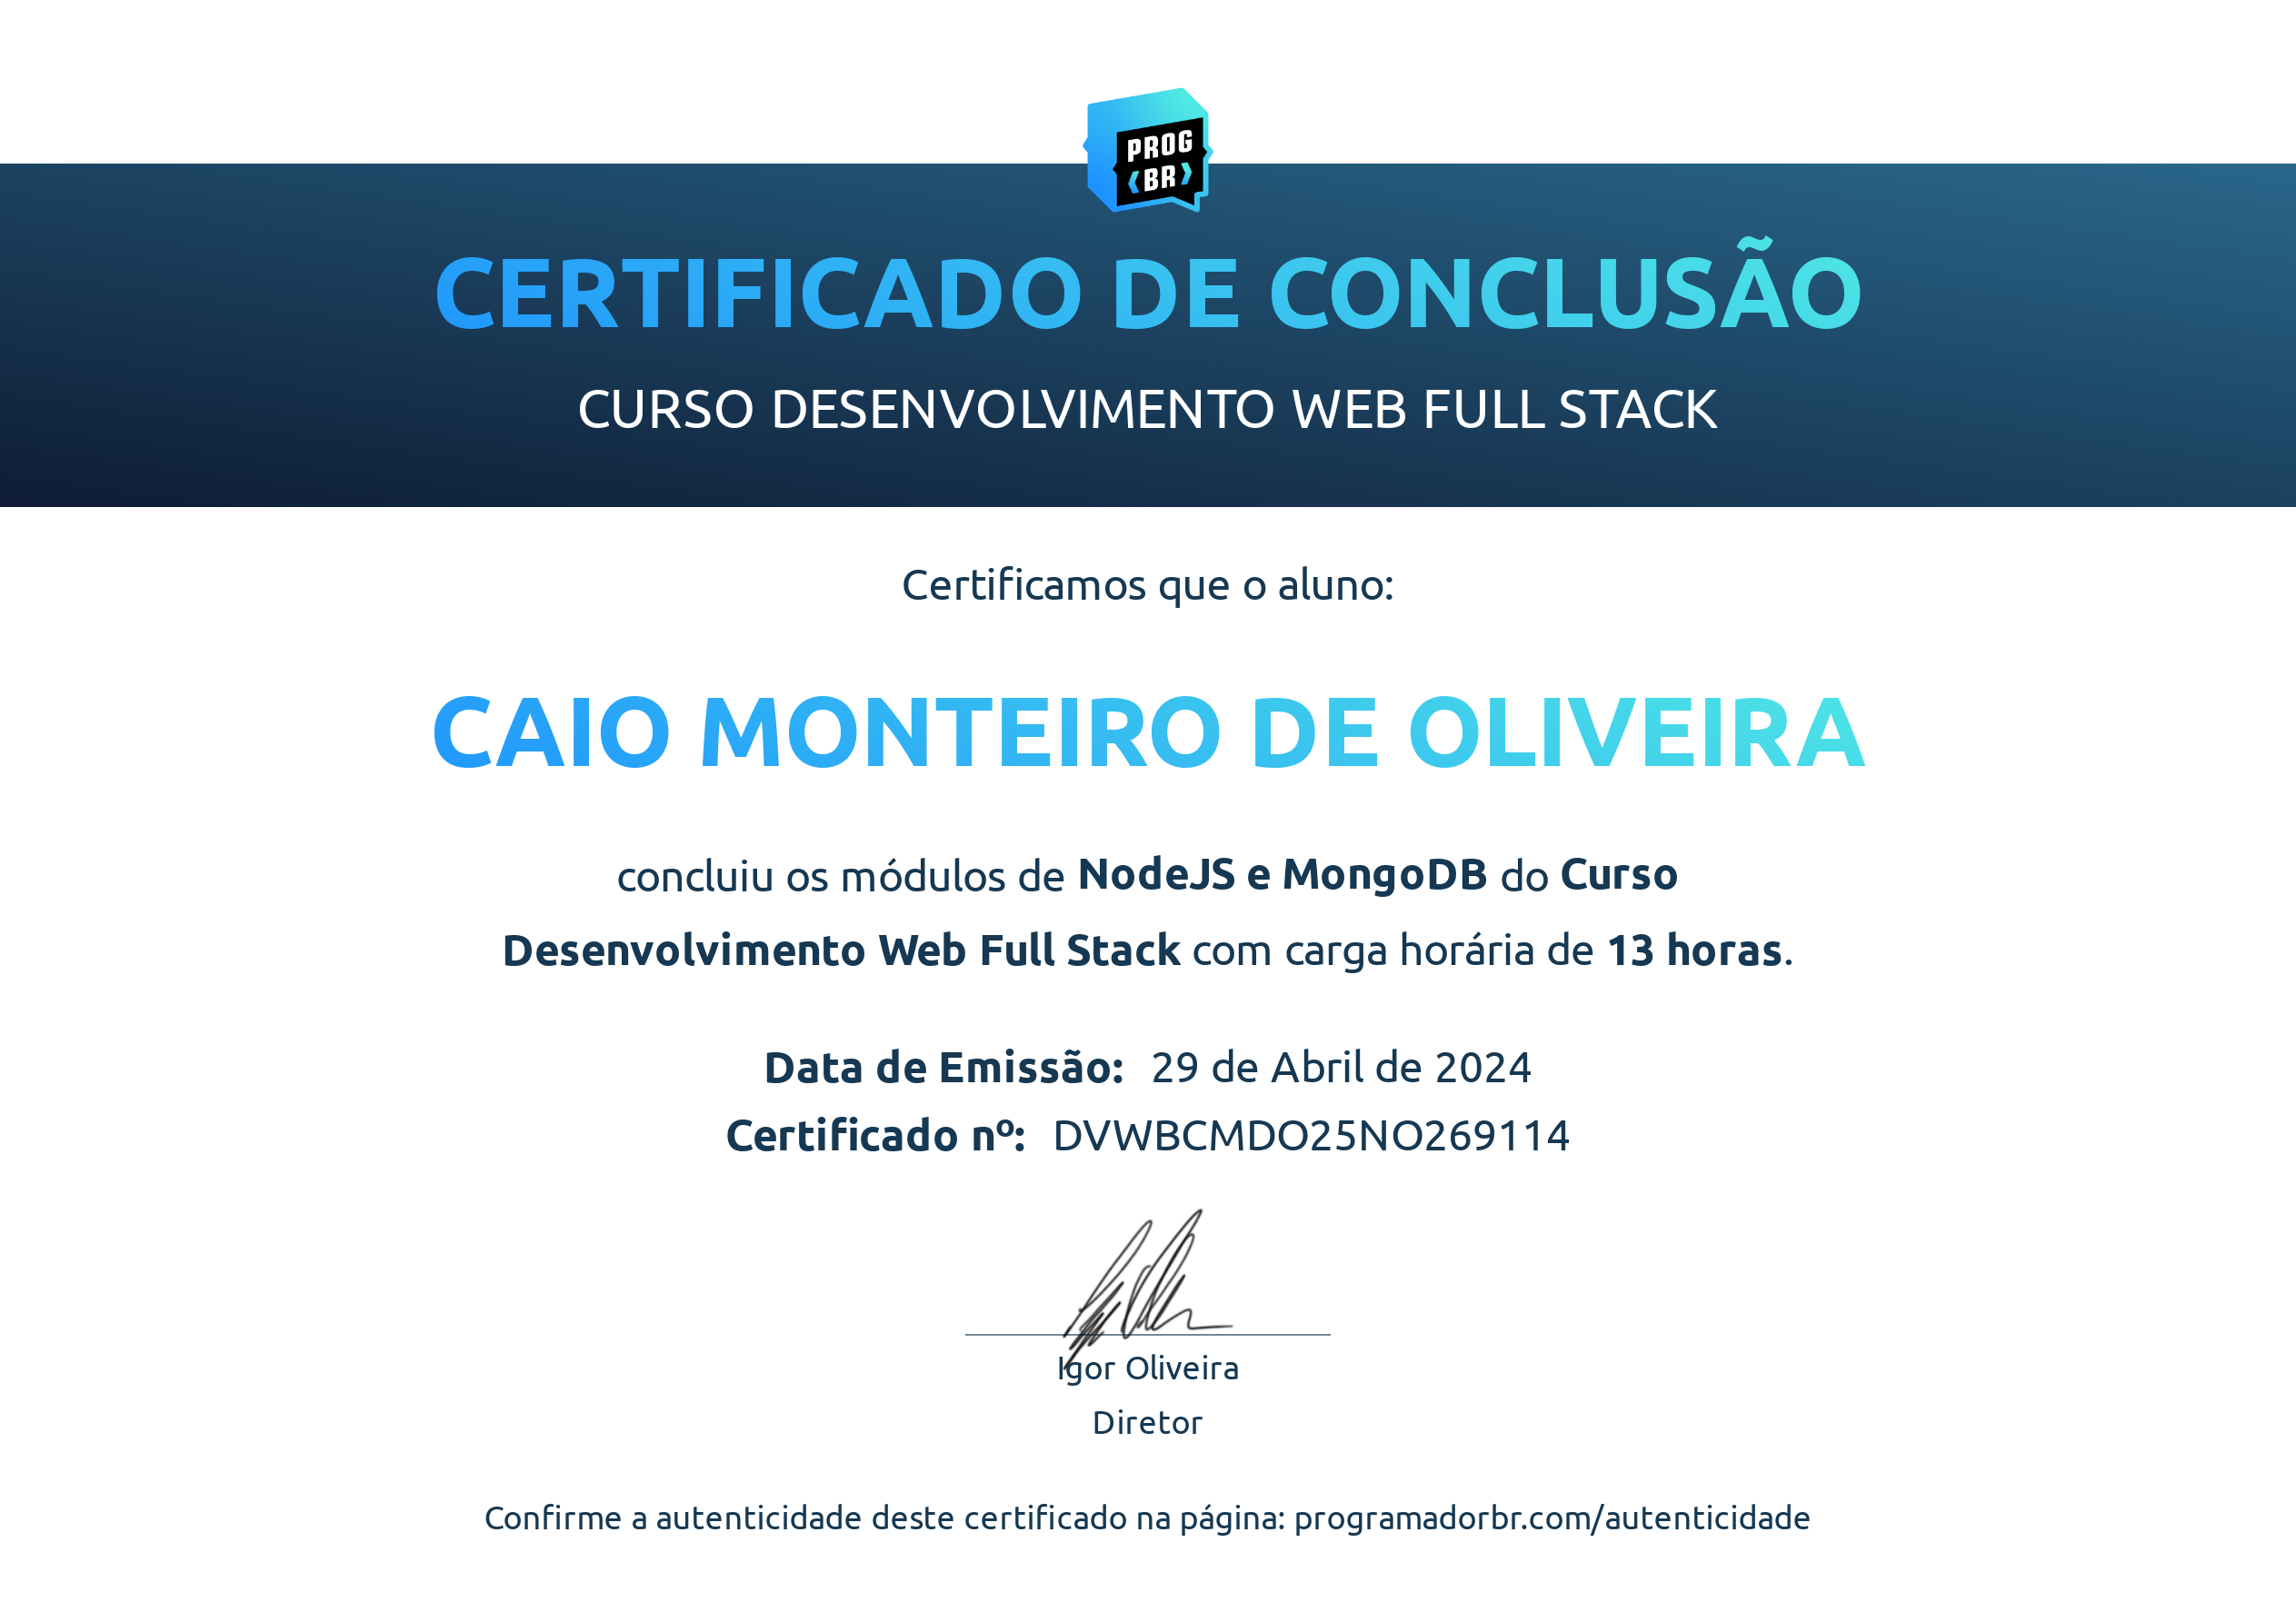 PROG
BR
CERTIFICADO DE CONCLUSÃO
CURSO DESENVOLVIMENTO WEB FULL STACK
Certificamos que o aluno:
CAIO MONTEIRO DE OLIVEIRA
concluiu os módulos de NodeJS e MongoDB do Curso
Desenvolvimento Web Full Stack com carga horária de 13 horas.
Data de Emissão: 29 de Abril de 2024
Certificado nº: DVWBCMDO25NO269114
Igor Oliveira
Diretor
Confirme a autenticidade deste certificado na página: programadorbr.com/autenticidade